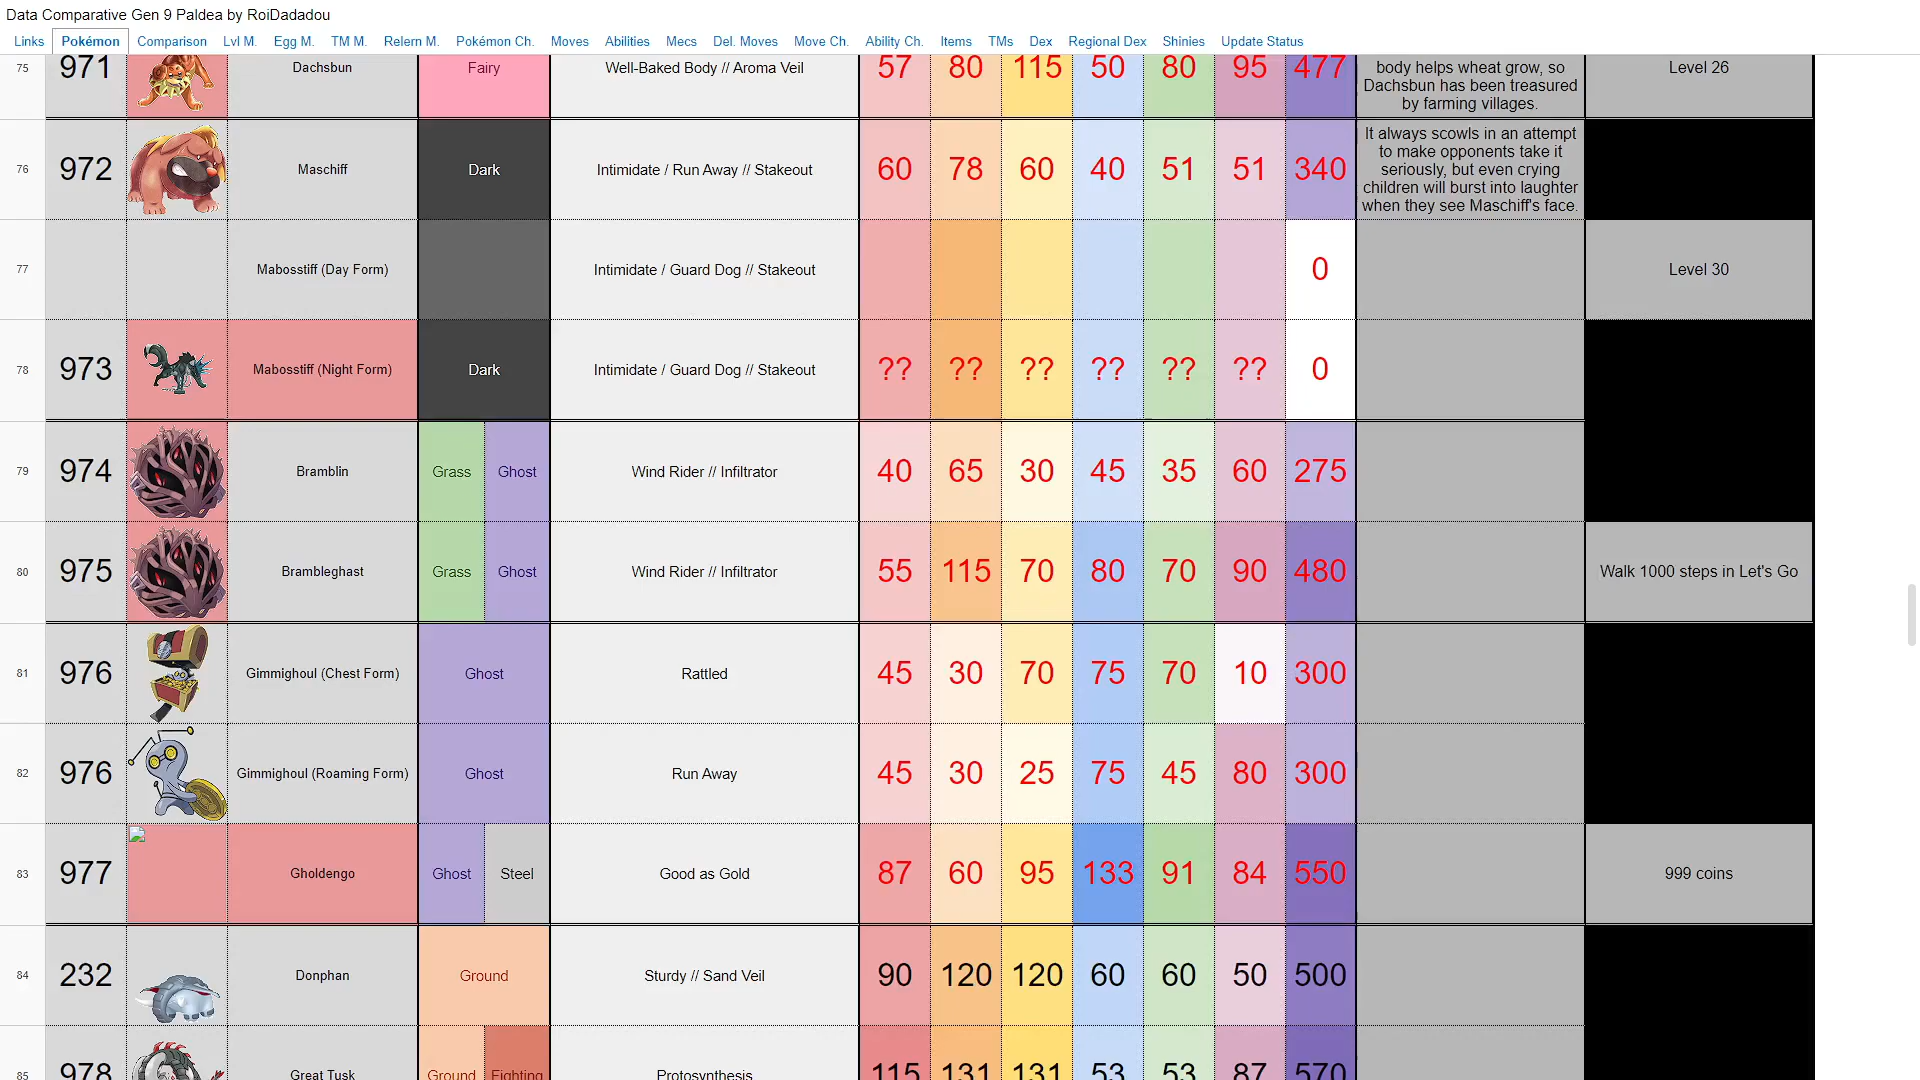 Data Comparative Gen 9 Paldea by RoiDadadou
Links Pokémon Comparison Lvl M. Egg M. TM M. Relern M. Pokémon Ch. Moves Abilities Mecs Del. Moves Move Ch. Ability Ch. Items TMs Dex Regional Dex Shinies Update Status
75 971 Dachsbun Fairy Well-Baked Body // Aroma Veil 57 80 115 50 80 95 477 body helps wheat grow, so Level 26
Dachsbun has been treasured
by farming villages.
It always scowls in an attempt
to make opponents take it
76 972 Maschiff Dark Intimidate / Run Away // Stakeout 60 78 60 40 51 51 340 seriously, but even crying
children will burst into laughter
when they see Maschiff's face.
77 Mabosstiff (Day Form) Intimidate / Guard Dog // Stakeout 0 Level 30
78 973 Mabosstiff (Night Form) Dark Intimidate / Guard Dog // Stakeout ?? ?? ?? ?? ?? ?? 0
79 974 Bramblin Grass Ghost Wind Rider // Infiltrator 40 65 30 45 35 60 275
80 975 Brambleghast Grass Ghost Wind Rider // Infiltrator 55 115 70 80 70 90 480 Walk 1000 steps in Let's Go
81 976 Gimmighoul (Chest Form) Ghost Rattled 45 30 70 75 70 10 300
82 976 Gimmighoul (Roaming Form) Ghost Run Away 45 30 25 75 45 80 300
83 977 Gholdengo Ghost Steel Good as Gold 87 60 95 133 91 84 550 999 coins
84 232 Donphan Ground Sturdy // Sand Veil 90 120 120 60 60 50 500
85 978 Great Tusk Ground Fighting Protosynthesis 115 131 131 53 53 87 570